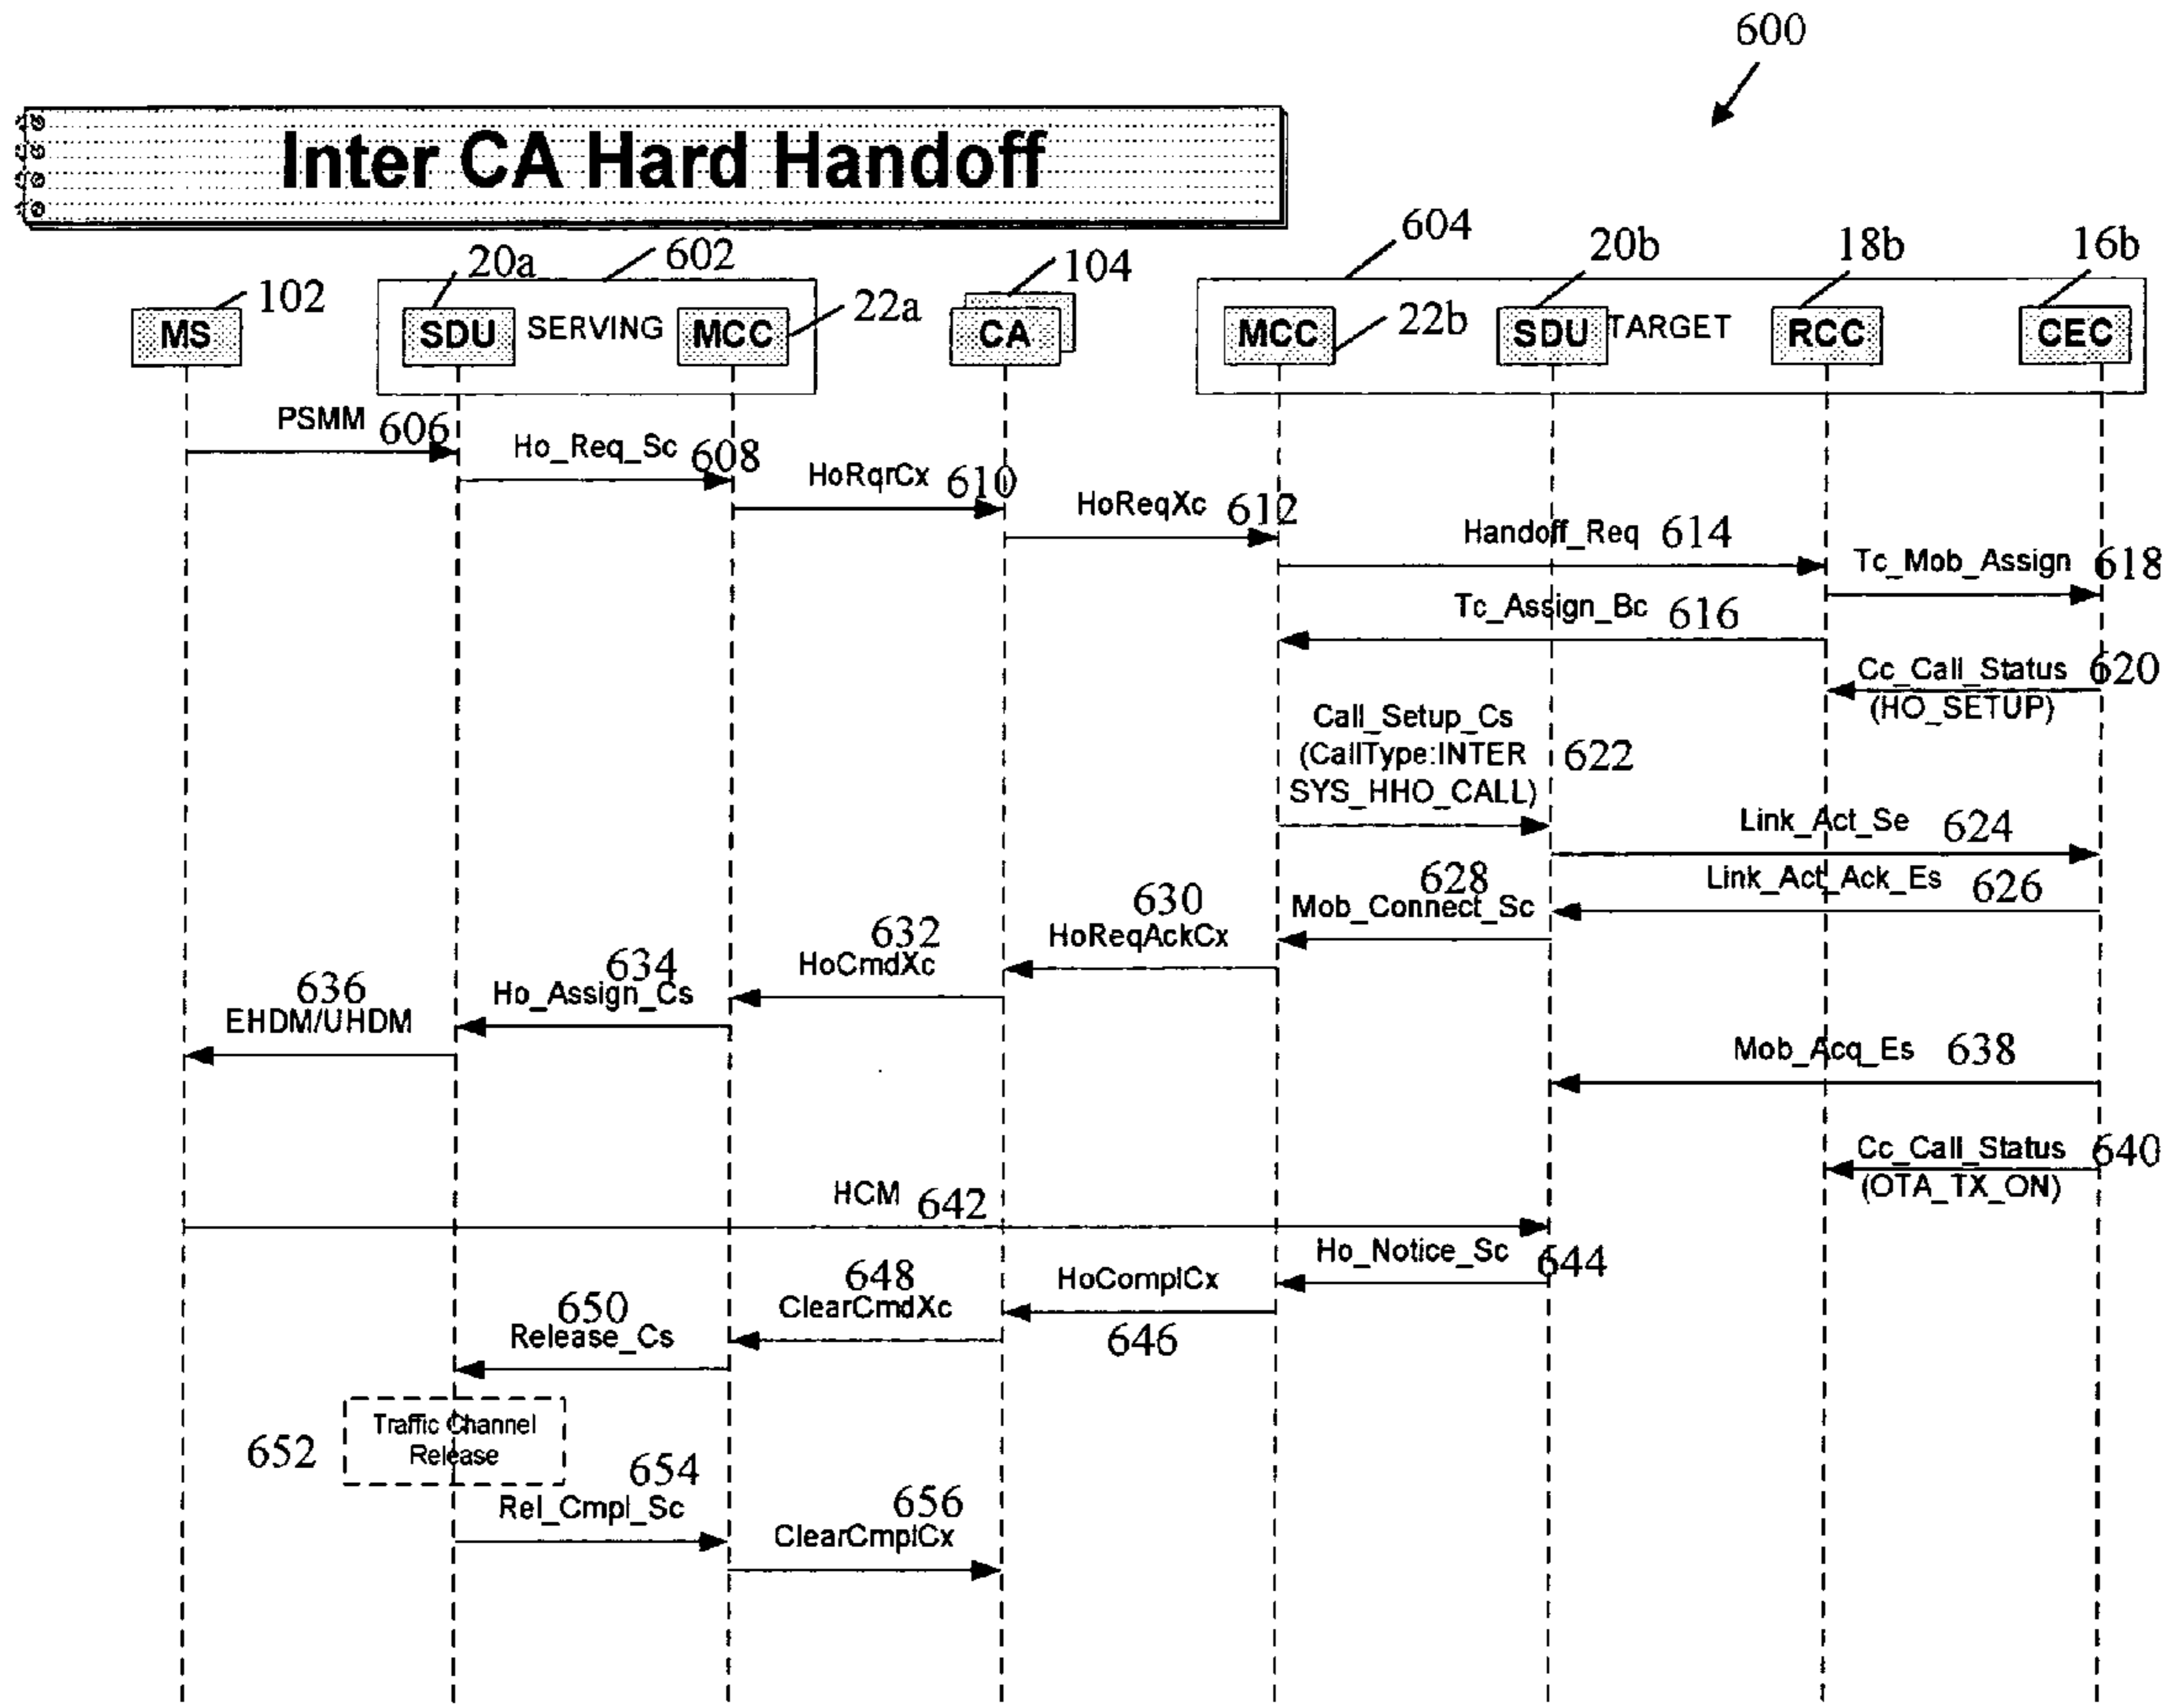 600
Inter CA Hard Handoff
602
604
20a
104
20b
18b
16b
102
22a
22b
MS
SDU
SERVING
MCC
CA
MCC
SDU
TARGET
RCC
CEC
PSMM 606
Ho_Req_Sc 608
HoRqrCx 610
HoReqXc 612
Handoff_Req 614
Tc_Mob_Assign 618
Tc_Assign_Bc 616
Cc_Call_Status 620
(HO_SETUP)
Call_Setup_Cs
(CallType:INTER 622
SYS_HHO_CALL)
Link_Act_Se 624
Link_Act_Ack_Es 626
628
Mob_Connect_Sc
630
HoReqAckCx
632
HoCmdXc
634
Ho_Assign_Cs
636
EHDM/UHDM
Mob_Acq_Es 638
Cc_Call_Status 640
(OTA_TX_ON)
HCM 642
Ho_Notice_Sc 644
HoComplCx
646
648
ClearCmdXc
650
Release_Cs
Traffic Channel
Release
652
654
Rel_Cmpl_Sc
656
ClearCmplCx